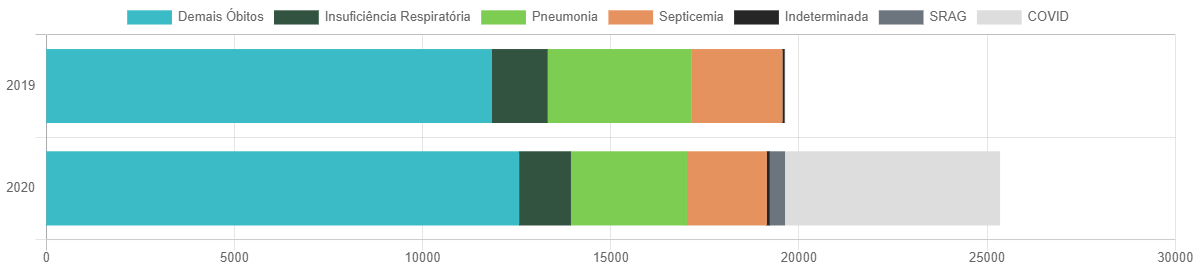 Demais Óbitos Insuficiência Respiratória Pneumonia Septicemia Indeterminada SRAG COVID
2019
2020
0 5000 10000 15000 20000 25000 30000